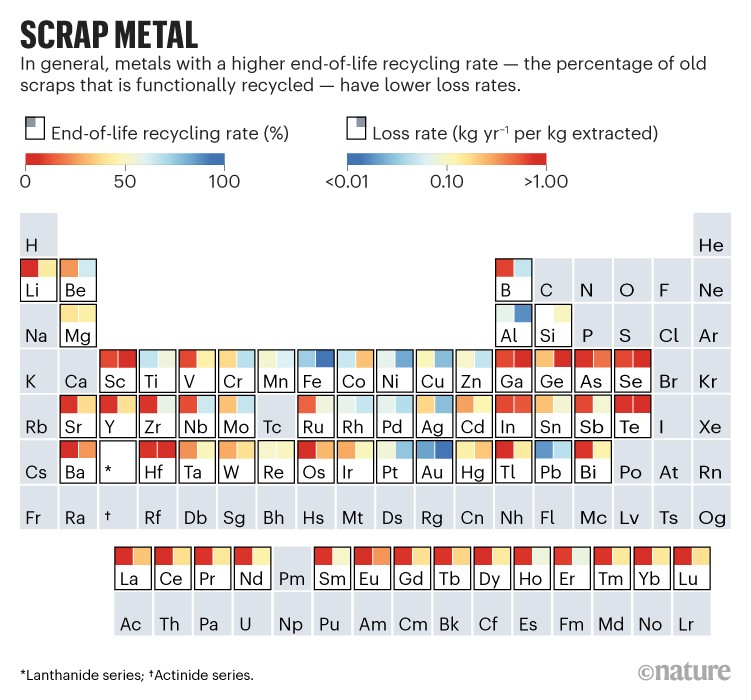 SCRAP METAL
In general, metals with a higher end-of-life recycling rate — the percentage of old
scraps that is functionally recycled — have lower loss rates.
End-of-life recycling rate (%) Loss rate (kg yr⁻¹ per kg extracted)
0 50 100 <0.01 0.10 >1.00
H He
Li Be B C N O F Ne
Na Mg Al Si P S Cl Ar
K Ca Sc Ti V Cr Mn Fe Co Ni Cu Zn Ga Ge As Se Br Kr
Rb Sr Y Zr Nb Mo Tc Ru Rh Pd Ag Cd In Sn Sb Te I Xe
Cs Ba * Hf Ta W Re Os Ir Pt Au Hg Tl Pb Bi Po At Rn
Fr Ra † Rf Db Sg Bh Hs Mt Ds Rg Cn Nh Fl Mc Lv Ts Og
La Ce Pr Nd Pm Sm Eu Gd Tb Dy Ho Er Tm Yb Lu
Ac Th Pa U Np Pu Am Cm Bk Cf Es Fm Md No Lr
*Lanthanide series; †Actinide series.
©nature